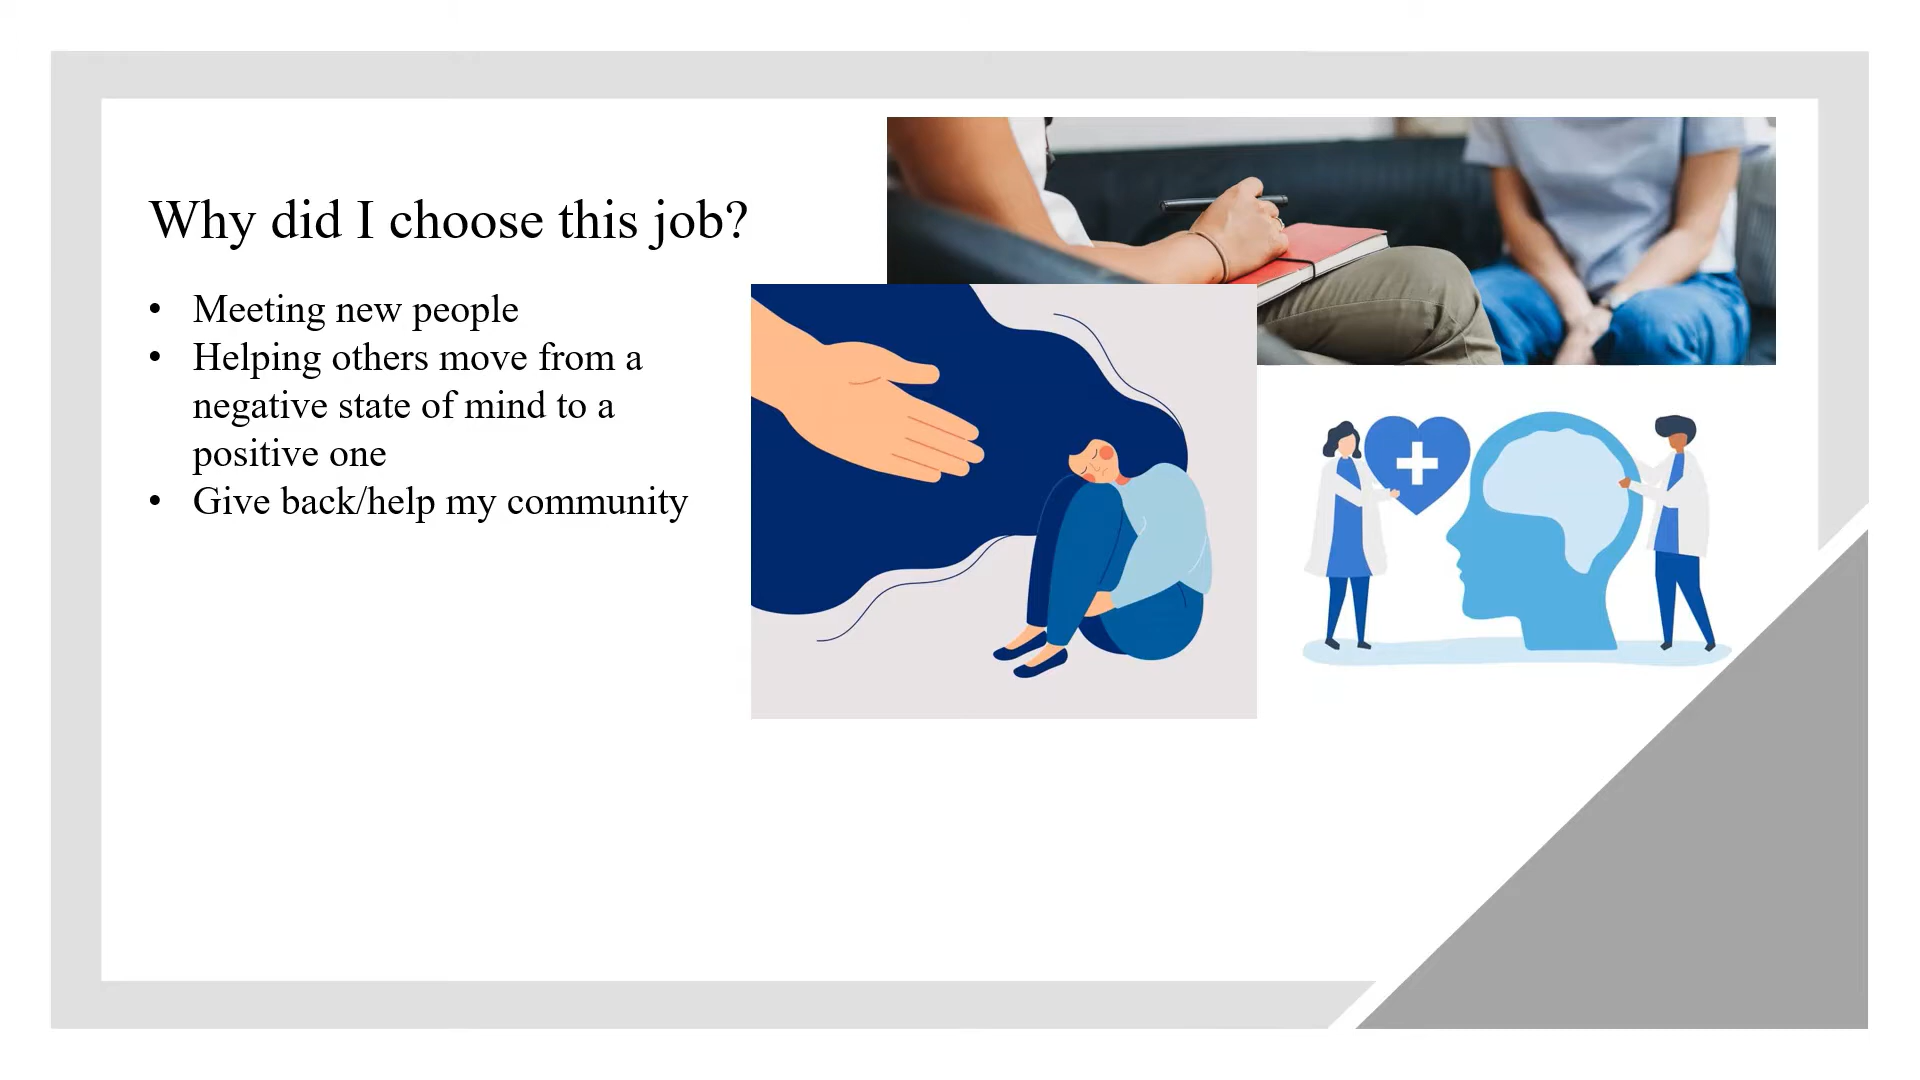 Why did I choose this job?
• Meeting new people
• Helping others move from a
negative state of mind to a
positive one
• Give back/help my community